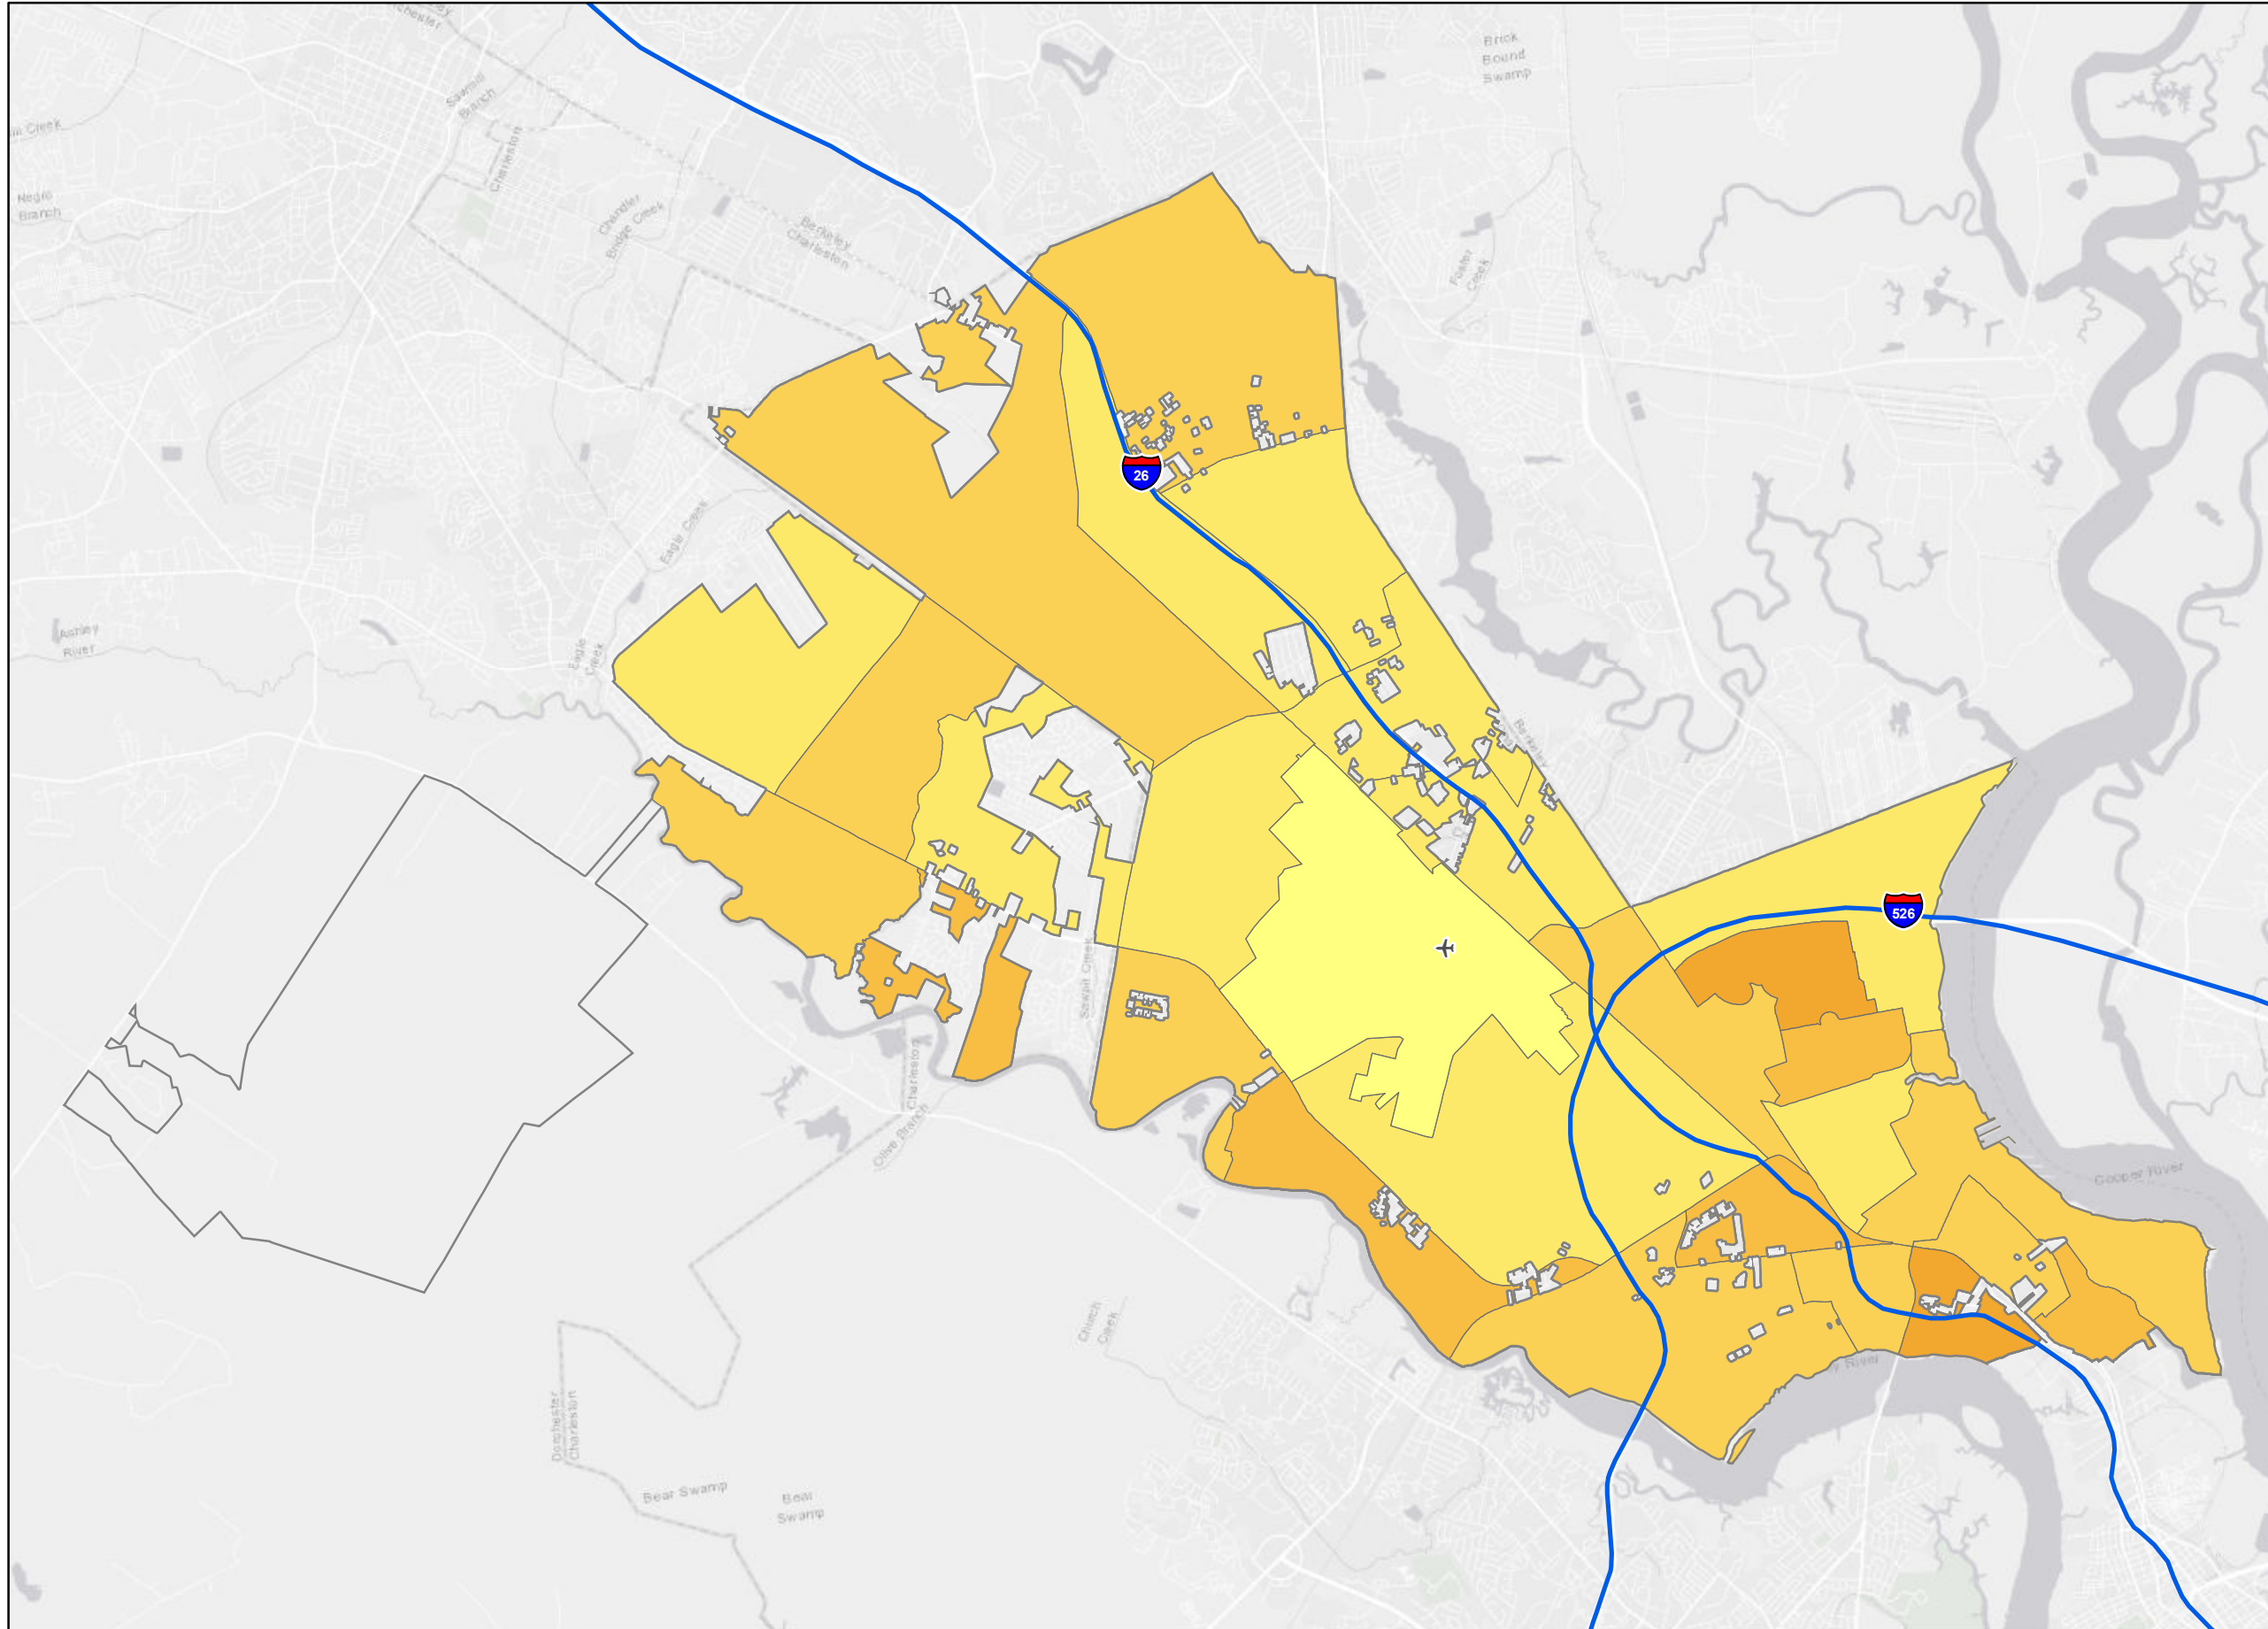 Brick
Bound
Swamp
Sawmill
Branch
Charleston
Negro
Branch
Chandler
Bridge Creek
Berkeley
Charleston
Foster
Creek
26
Eagle Creek
Ashley
River
Eagle
Creek
Berkeley
526
Sawpit Creek
Charleston
Olive Branch
Cooper River
Church
Creek
River
Dorchester
Charleston
Bear Swamp
Bear
Swamp